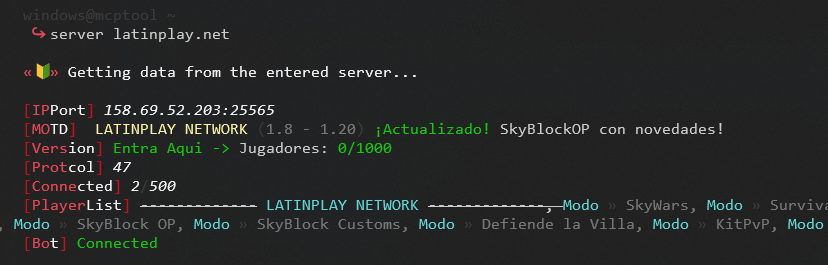 windows@mcptool ~
↪ server latinplay.net
«🔰» Getting data from the entered server...
[IPPort] 158.69.52.203:25565
[MOTD] LATINPLAY NETWORK (1.8 - 1.20) ¡Actualizado! SkyBlockOP con novedades!
[Version] Entra Aqui -> Jugadores: 0/1000
[Protcol] 47
[Connected] 2/500
[PlayerList] ------------- LATINPLAY NETWORK -------------, Modo » SkyWars, Modo » Surviva
, Modo » SkyBlock OP, Modo » SkyBlock Customs, Modo » Defiende la Villa, Modo » KitPvP, Modo
[Bot] Connected